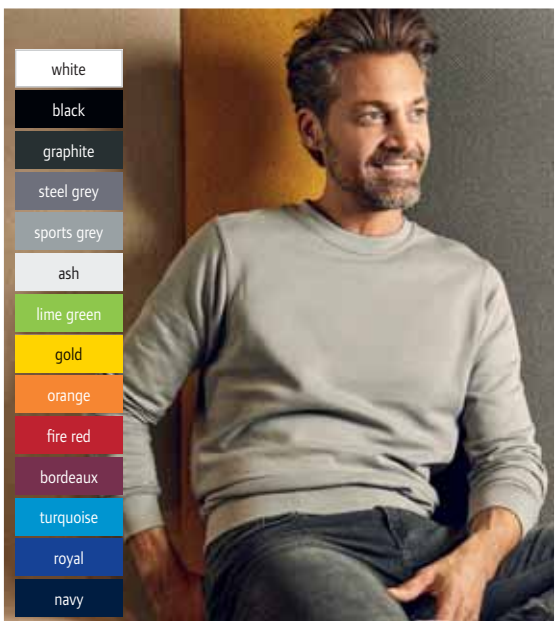 white
black
graphite
steel grey
sports grey
ash
lime green
gold
orange
fire red
bordeaux
turquoise
royal
navy